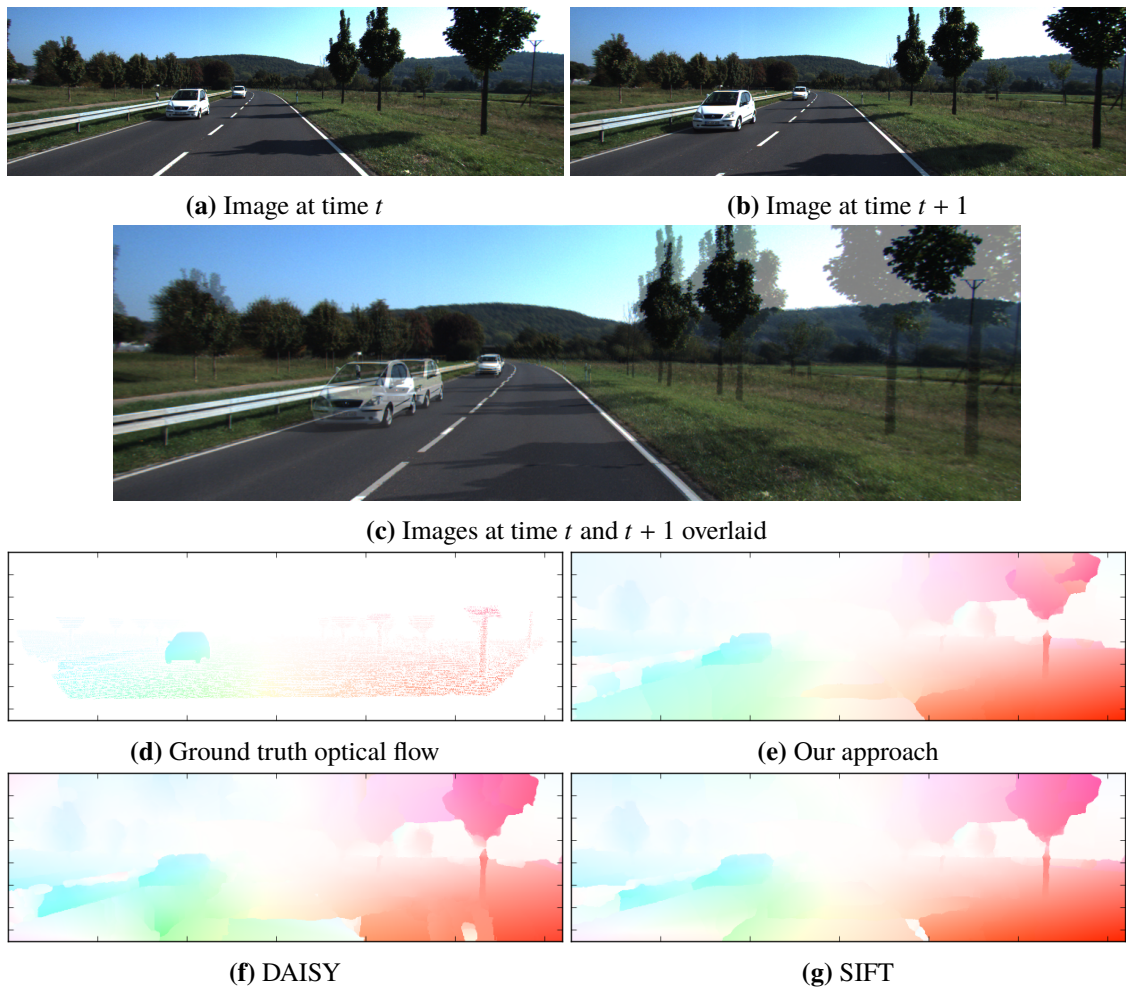 (a) Image at time t
(b) Image at time t + 1
(c) Images at time t and t + 1 overlaid
(d) Ground truth optical flow
(e) Our approach
(f) DAISY
(g) SIFT